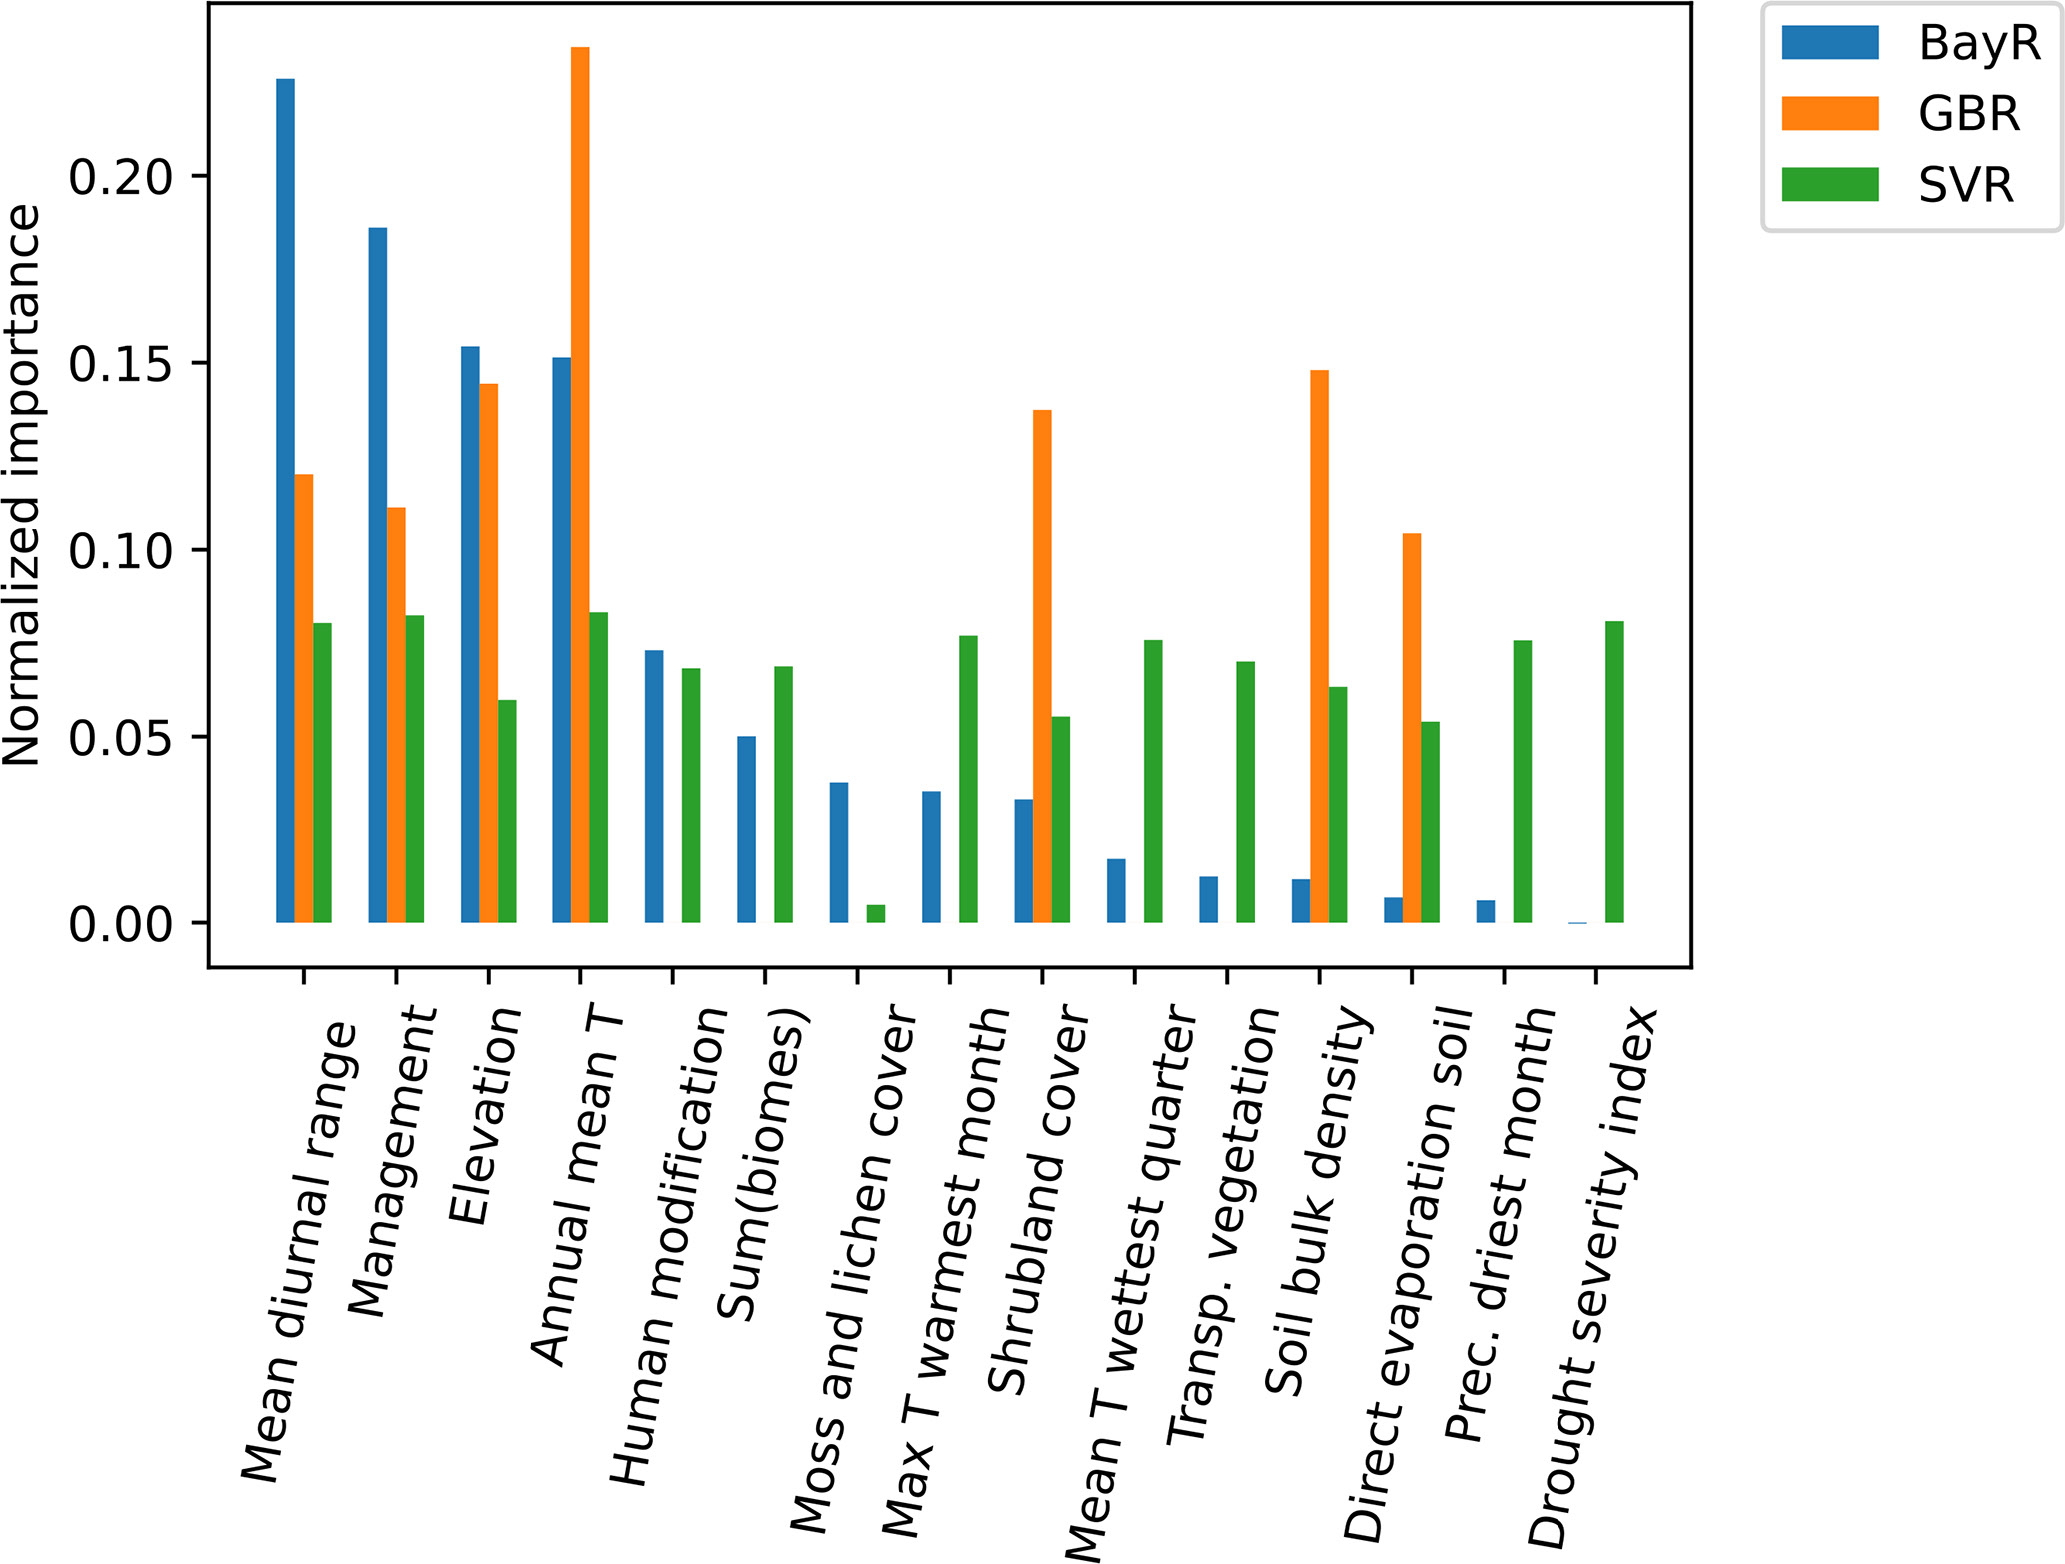 BayR
GBR
SVR
Normalized importance
0.20
0.15
0.10
0.05
0.00
Mean diurnal range
Management
Elevation
Annual mean T
Human modification
Sum(biomes)
Moss and lichen cover
Max T warmest month
Shrubland cover
Mean T wettest quarter
Transp. vegetation
Soil bulk density
Direct evaporation soil
Prec. driest month
Drought severity index